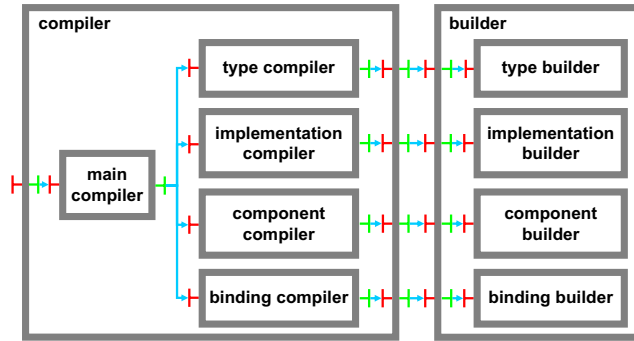 compiler
builder
type compiler
type builder
implementation
compiler
implementation
builder
main
compiler
component
compiler
component
builder
binding compiler
binding builder